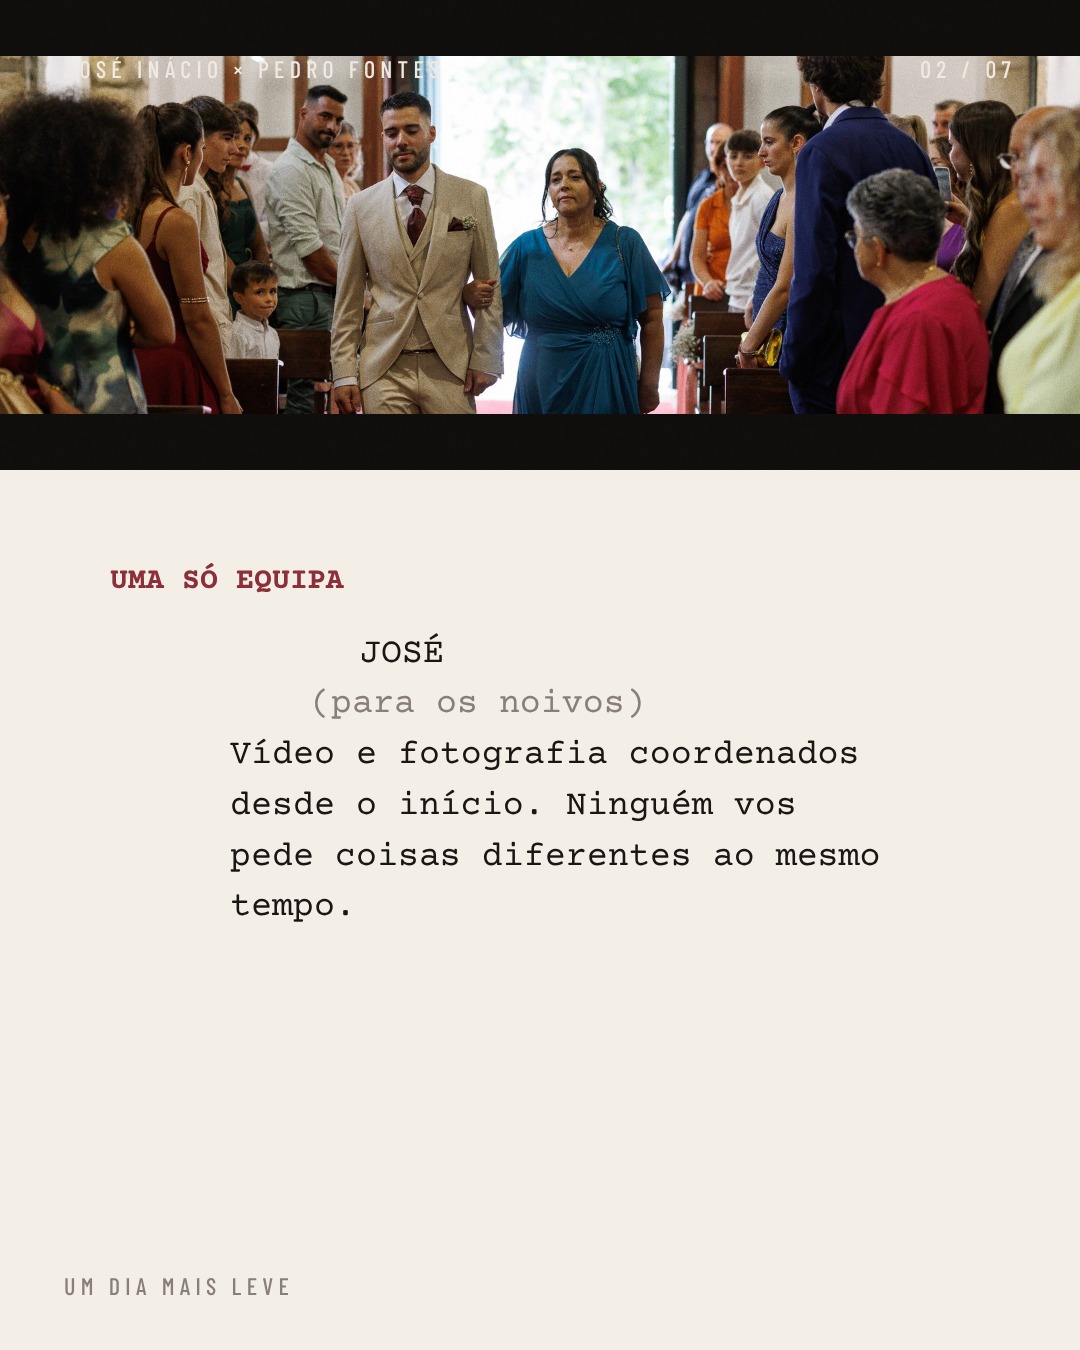 JOSÉ INÁCIO × PEDRO FONTES
02 / 07
UMA SÓ EQUIPA
JOSÉ
(para os noivos)
Vídeo e fotografia coordenados
desde o início. Ninguém vos
pede coisas diferentes ao mesmo
tempo.
UM DIA MAIS LEVE